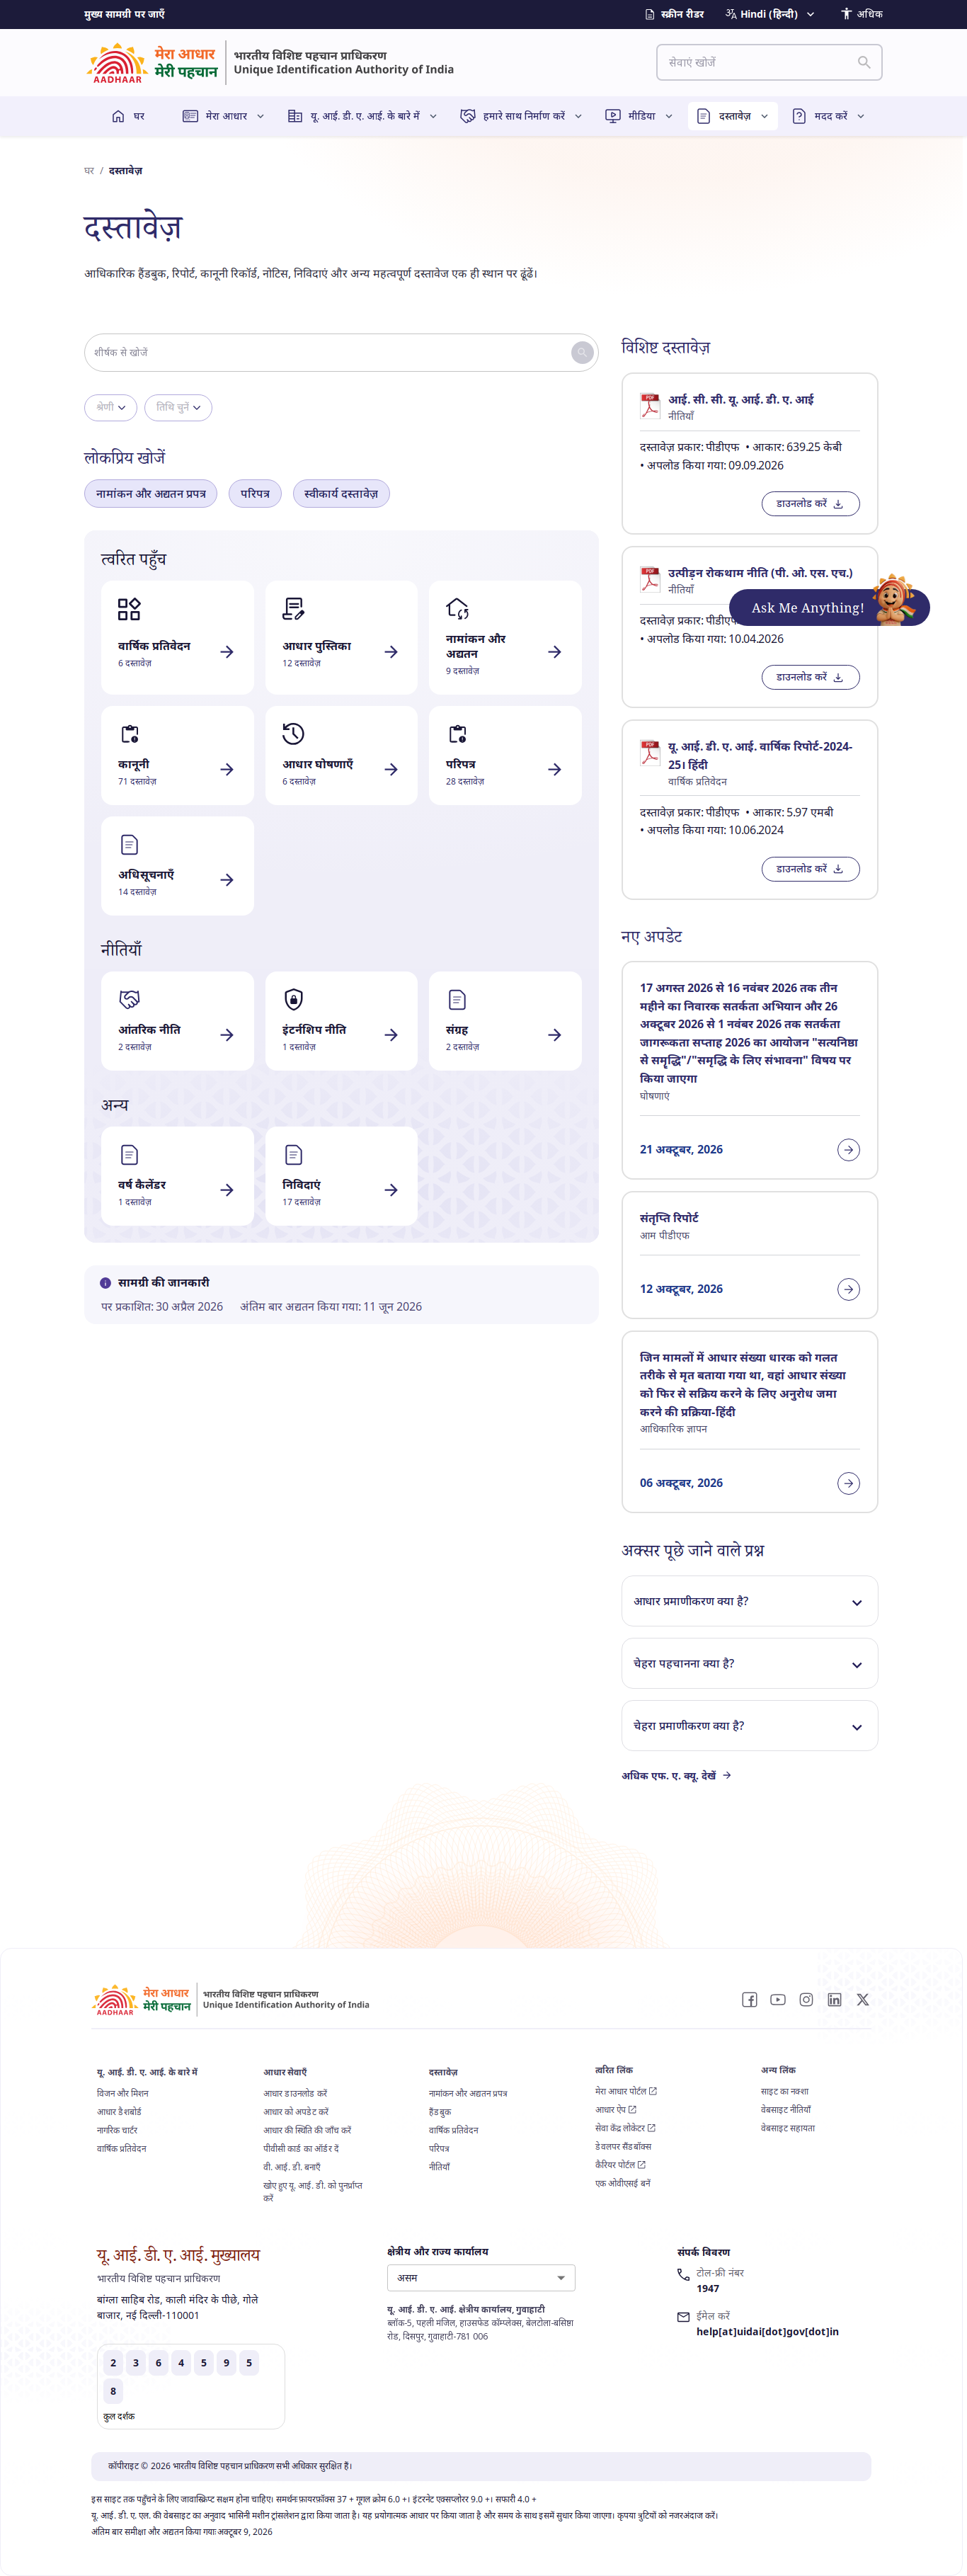 मुख्य सामग्री पर जाएँ
स्क्रीन रीडर
Hindi (हिन्दी)
अधिक
AADHAAR
मेरा आधार
मेरी पहचान
भारतीय विशिष्ट पहचान प्राधिकरण
Unique Identification Authority of India
सेवाएं खोजें
घर
मेरा आधार
यू. आई. डी. ए. आई. के बारे में
हमारे साथ निर्माण करें
मीडिया
दस्तावेज़
मदद करें
घर / दस्तावेज़
दस्तावेज़
आधिकारिक हैंडबुक, रिपोर्ट, कानूनी रिकॉर्ड, नोटिस, निविदाएं और अन्य महत्वपूर्ण दस्तावेज एक ही स्थान पर ढूंढें।
शीर्षक से खोजें
श्रेणी
तिथि चुनें
लोकप्रिय खोजें
नामांकन और अद्यतन प्रपत्र
परिपत्र
स्वीकार्य दस्तावेज़
त्वरित पहुँच
वार्षिक प्रतिवेदन
6 दस्तावेज़
आधार पुस्तिका
12 दस्तावेज़
नामांकन और
अद्यतन
9 दस्तावेज़
कानूनी
71 दस्तावेज़
आधार घोषणाएँ
6 दस्तावेज़
परिपत्र
28 दस्तावेज़
अधिसूचनाएँ
14 दस्तावेज़
नीतियाँ
आंतरिक नीति
2 दस्तावेज़
इंटर्नशिप नीति
1 दस्तावेज़
संग्रह
2 दस्तावेज़
अन्य
वर्ष कैलेंडर
1 दस्तावेज़
निविदाएं
17 दस्तावेज़
सामग्री की जानकारी
पर प्रकाशित: 30 अप्रैल 2026
अंतिम बार अद्यतन किया गया: 11 जून 2026
विशिष्ट दस्तावेज़
PDF
आई. सी. सी. यू. आई. डी. ए. आई
नीतियाँ
दस्तावेज़ प्रकार: पीडीएफ • आकार: 639.25 केबी
• अपलोड किया गया: 09.09.2026
डाउनलोड करें
PDF
उत्पीड़न रोकथाम नीति (पी. ओ. एस. एच.)
नीतियाँ
Ask Me Anything!
दस्तावेज़ प्रकार: पीडीएफ
• अपलोड किया गया: 10.04.2026
डाउनलोड करें
PDF
यू. आई. डी. ए. आई. वार्षिक रिपोर्ट-2024-
25। हिंदी
वार्षिक प्रतिवेदन
दस्तावेज़ प्रकार: पीडीएफ • आकार: 5.97 एमबी
• अपलोड किया गया: 10.06.2024
डाउनलोड करें
नए अपडेट
17 अगस्त 2026 से 16 नवंबर 2026 तक तीन
महीने का निवारक सतर्कता अभियान और 26
अक्टूबर 2026 से 1 नवंबर 2026 तक सतर्कता
जागरूकता सप्ताह 2026 का आयोजन "सत्यनिष्ठा
से समृद्धि"/"समृद्धि के लिए संभावना" विषय पर
किया जाएगा
घोषणाएं
21 अक्टूबर, 2026
संतृप्ति रिपोर्ट
आम पीडीएफ
12 अक्टूबर, 2026
जिन मामलों में आधार संख्या धारक को गलत
तरीके से मृत बताया गया था, वहां आधार संख्या
को फिर से सक्रिय करने के लिए अनुरोध जमा
करने की प्रक्रिया-हिंदी
आधिकारिक ज्ञापन
06 अक्टूबर, 2026
अक्सर पूछे जाने वाले प्रश्न
आधार प्रमाणीकरण क्या है?
चेहरा पहचानना क्या है?
चेहरा प्रमाणीकरण क्या है?
अधिक एफ. ए. क्यू. देखें
AADHAAR
मेरा आधार
मेरी पहचान
भारतीय विशिष्ट पहचान प्राधिकरण
Unique Identification Authority of India
यू. आई. डी. ए. आई. के बारे में
विजन और मिशन
आधार डैशबोर्ड
नागरिक चार्टर
वार्षिक प्रतिवेदन
आधार सेवाएँ
आधार डाउनलोड करें
आधार को अपडेट करें
आधार की स्थिति की जाँच करें
पीवीसी कार्ड का ऑर्डर दें
वी. आई. डी. बनाएँ
खोए हुए यू. आई. डी. को पुनर्प्राप्त
करें
दस्तावेज़
नामांकन और अद्यतन प्रपत्र
हैंडबुक
वार्षिक प्रतिवेदन
परिपत्र
नीतियाँ
त्वरित लिंक
मेरा आधार पोर्टल
आधार ऐप
सेवा केंद्र लोकेटर
डेवलपर सैंडबॉक्स
कैरियर पोर्टल
एक ओवीएसई बनें
अन्य लिंक
साइट का नक्शा
वेबसाइट नीतियाँ
वेबसाइट सहायता
यू. आई. डी. ए. आई. मुख्यालय
भारतीय विशिष्ट पहचान प्राधिकरण
बांग्ला साहिब रोड, काली मंदिर के पीछे, गोले
बाजार, नई दिल्ली-110001
2 3 6 4 5 9 5
8
कुल दर्शक
क्षेत्रीय और राज्य कार्यालय
असम
यू. आई. डी. ए. आई. क्षेत्रीय कार्यालय, गुवाहाटी
ब्लॉक-5, पहली मंजिल, हाउसफेड कॉम्प्लेक्स, बेलटोला-बसिष्ठा
रोड, दिसपुर, गुवाहाटी-781 006
संपर्क विवरण
टोल-फ्री नंबर
1947
ईमेल करें
help[at]uidai[dot]gov[dot]in
कॉपीराइट © 2026 भारतीय विशिष्ट पहचान प्राधिकरण सभी अधिकार सुरक्षित हैं।
इस साइट तक पहुँचने के लिए जावास्क्रिप्ट सक्षम होना चाहिए। समर्थनः फ़ायरफ़ॉक्स 37 + गूगल क्रोम 6.0 +। इंटरनेट एक्सप्लोरर 9.0 +। सफारी 4.0 +
यू. आई. डी. ए. एल. की वेबसाइट का अनुवाद भाषिनी मशीन ट्रांसलेशन द्वारा किया जाता है। यह प्रयोगात्मक आधार पर किया जाता है और समय के साथ इसमें सुधार किया जाएगा। कृपया त्रुटियों को नजरअंदाज करें।
अंतिम बार समीक्षा और अद्यतन किया गयाः अक्टूबर 9, 2026